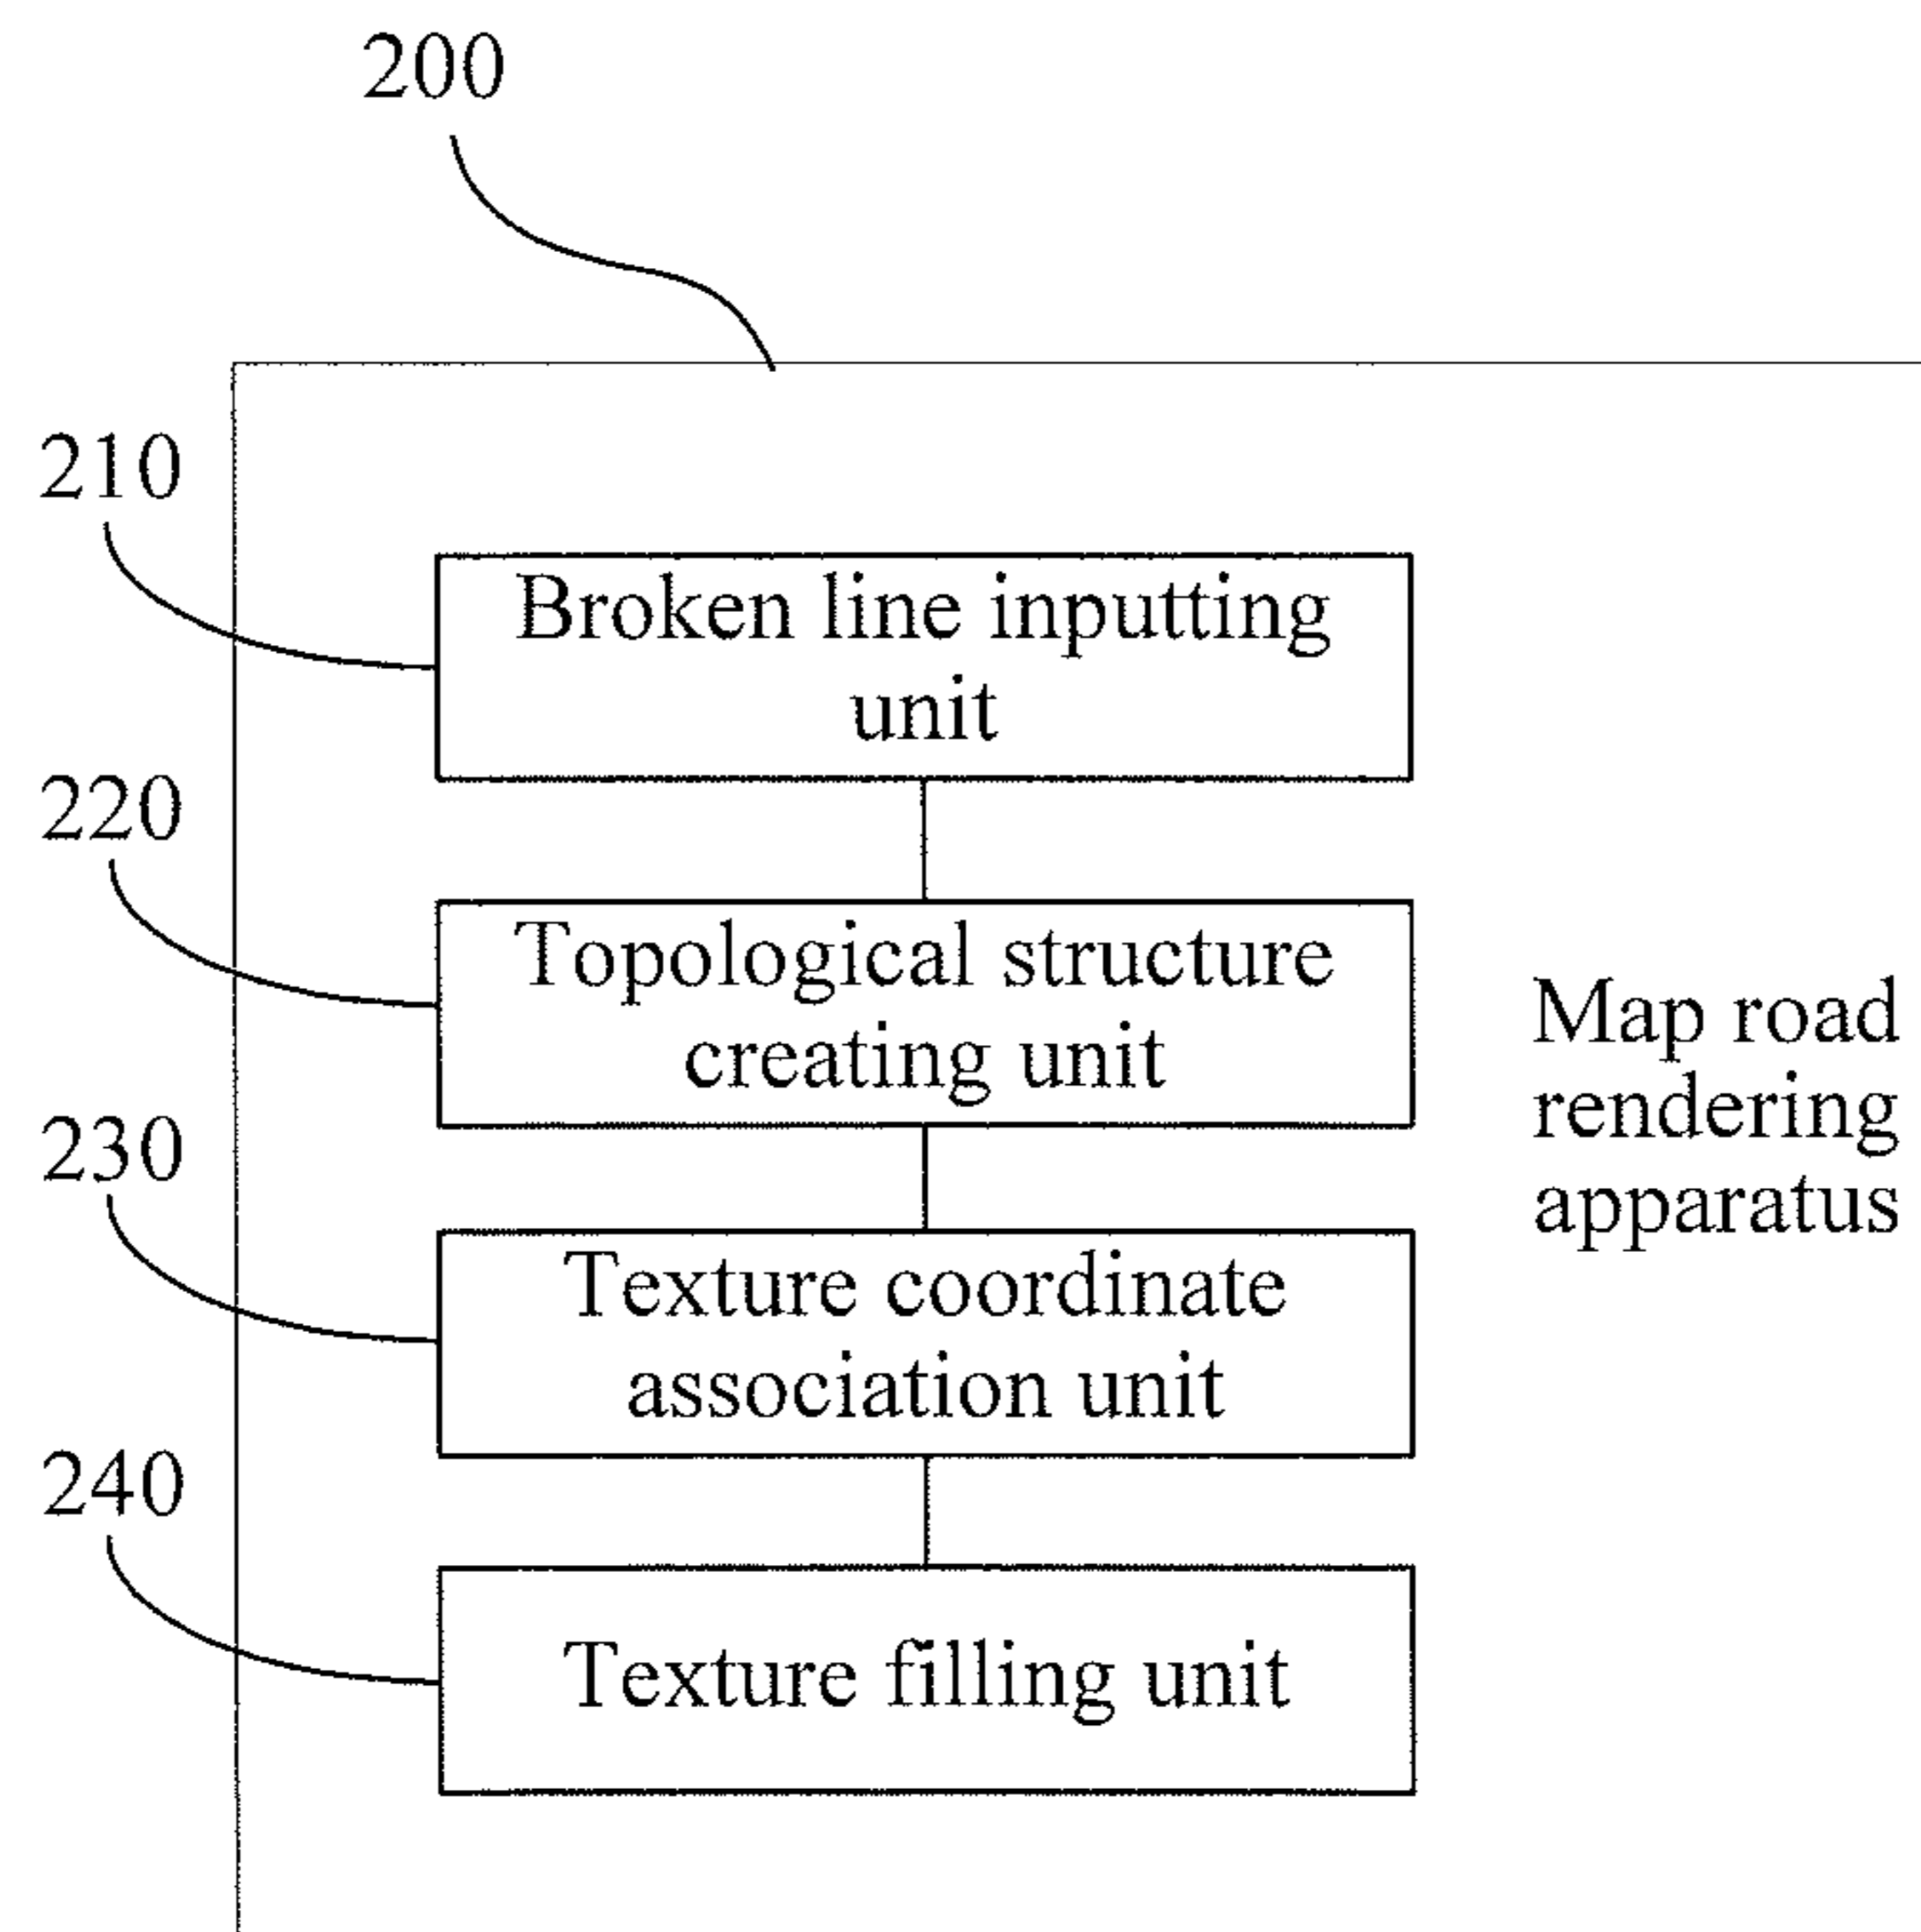 200
210
Broken line inputting
unit
220
Topological structure
creating unit
Map road
rendering
apparatus
230
Texture coordinate
association unit
240
Texture filling unit